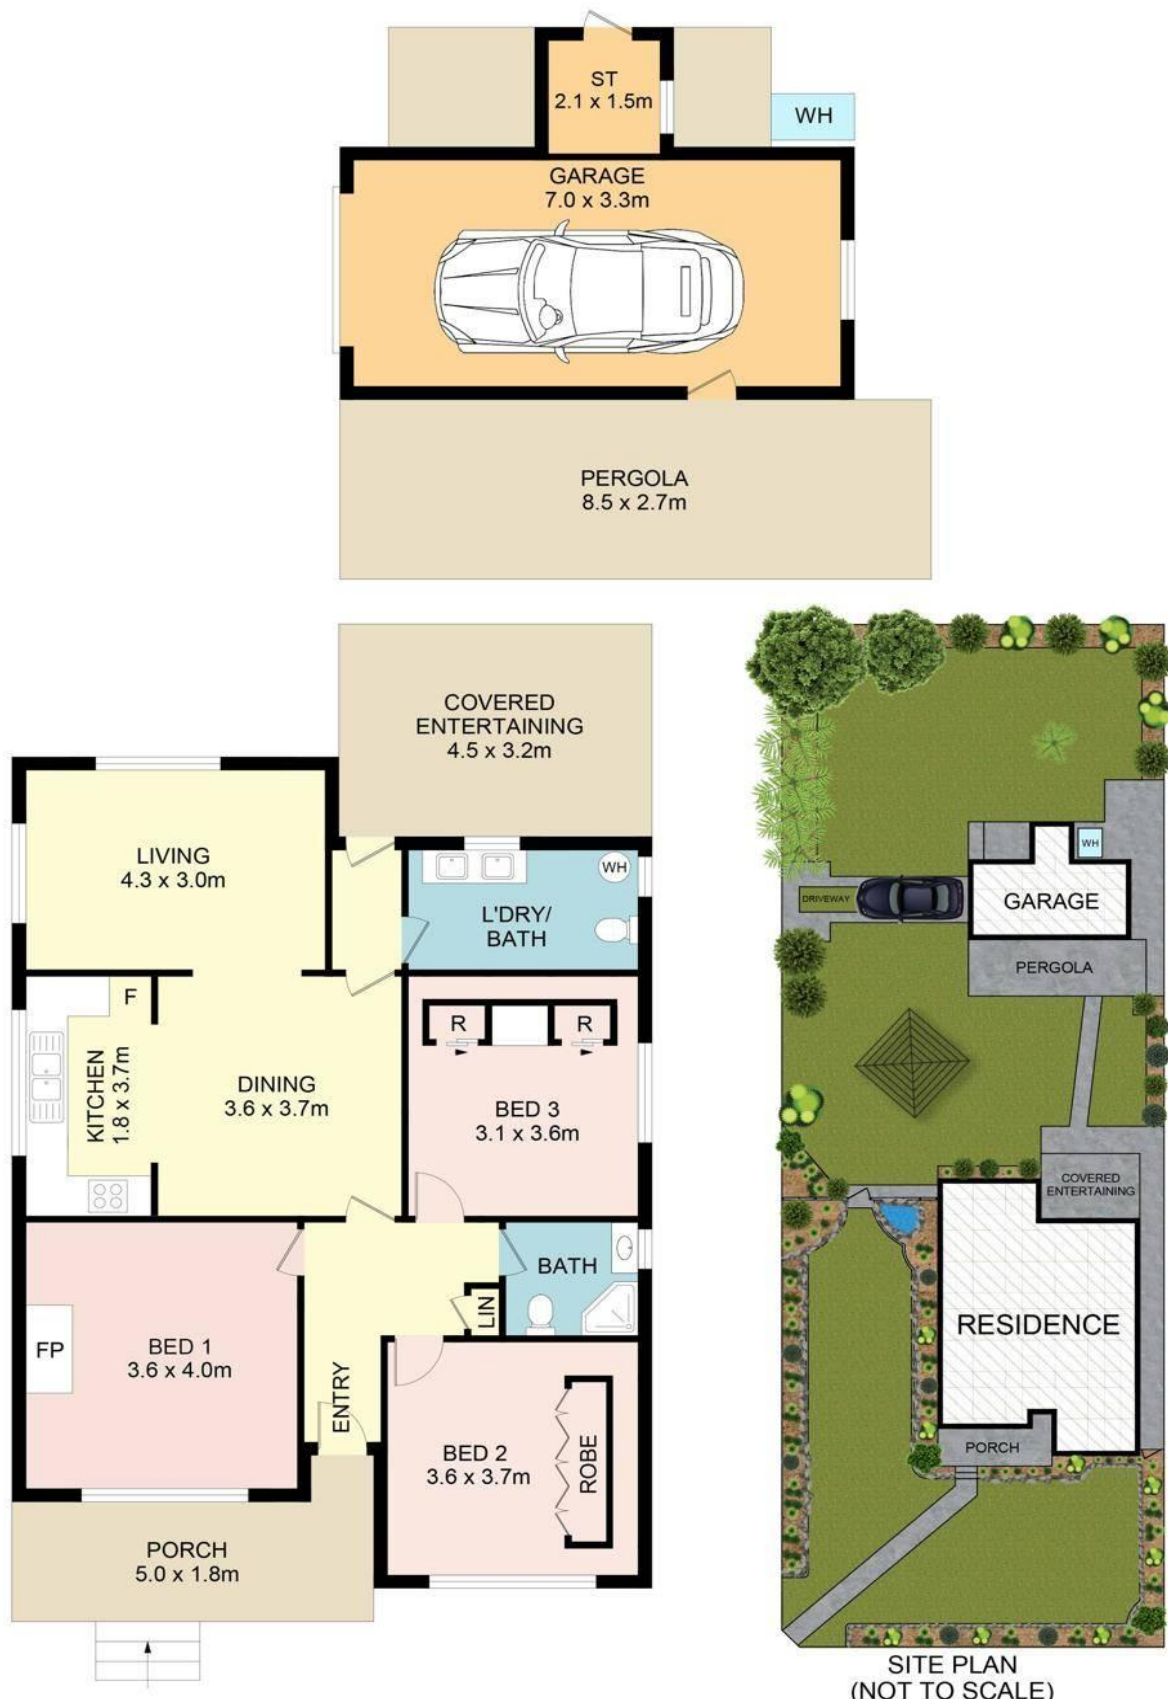 ST
2.1 x 1.5m
WH
GARAGE
7.0 x 3.3m
PERGOLA
8.5 x 2.7m
COVERED
ENTERTAINING
4.5 x 3.2m
LIVING
4.3 x 3.0m
WH
L'DRY/
BATH
F
KITCHEN
1.8 x 3.7m
DINING
3.6 x 3.7m
R
R
BED 3
3.1 x 3.6m
BATH
LIN
FP
BED 1
3.6 x 4.0m
ENTRY
BED 2
3.6 x 3.7m
ROBE
PORCH
5.0 x 1.8m
WH
DRIVEWAY
GARAGE
PERGOLA
COVERED
ENTERTAINING
RESIDENCE
PORCH
SITE PLAN
(NOT TO SCALE)